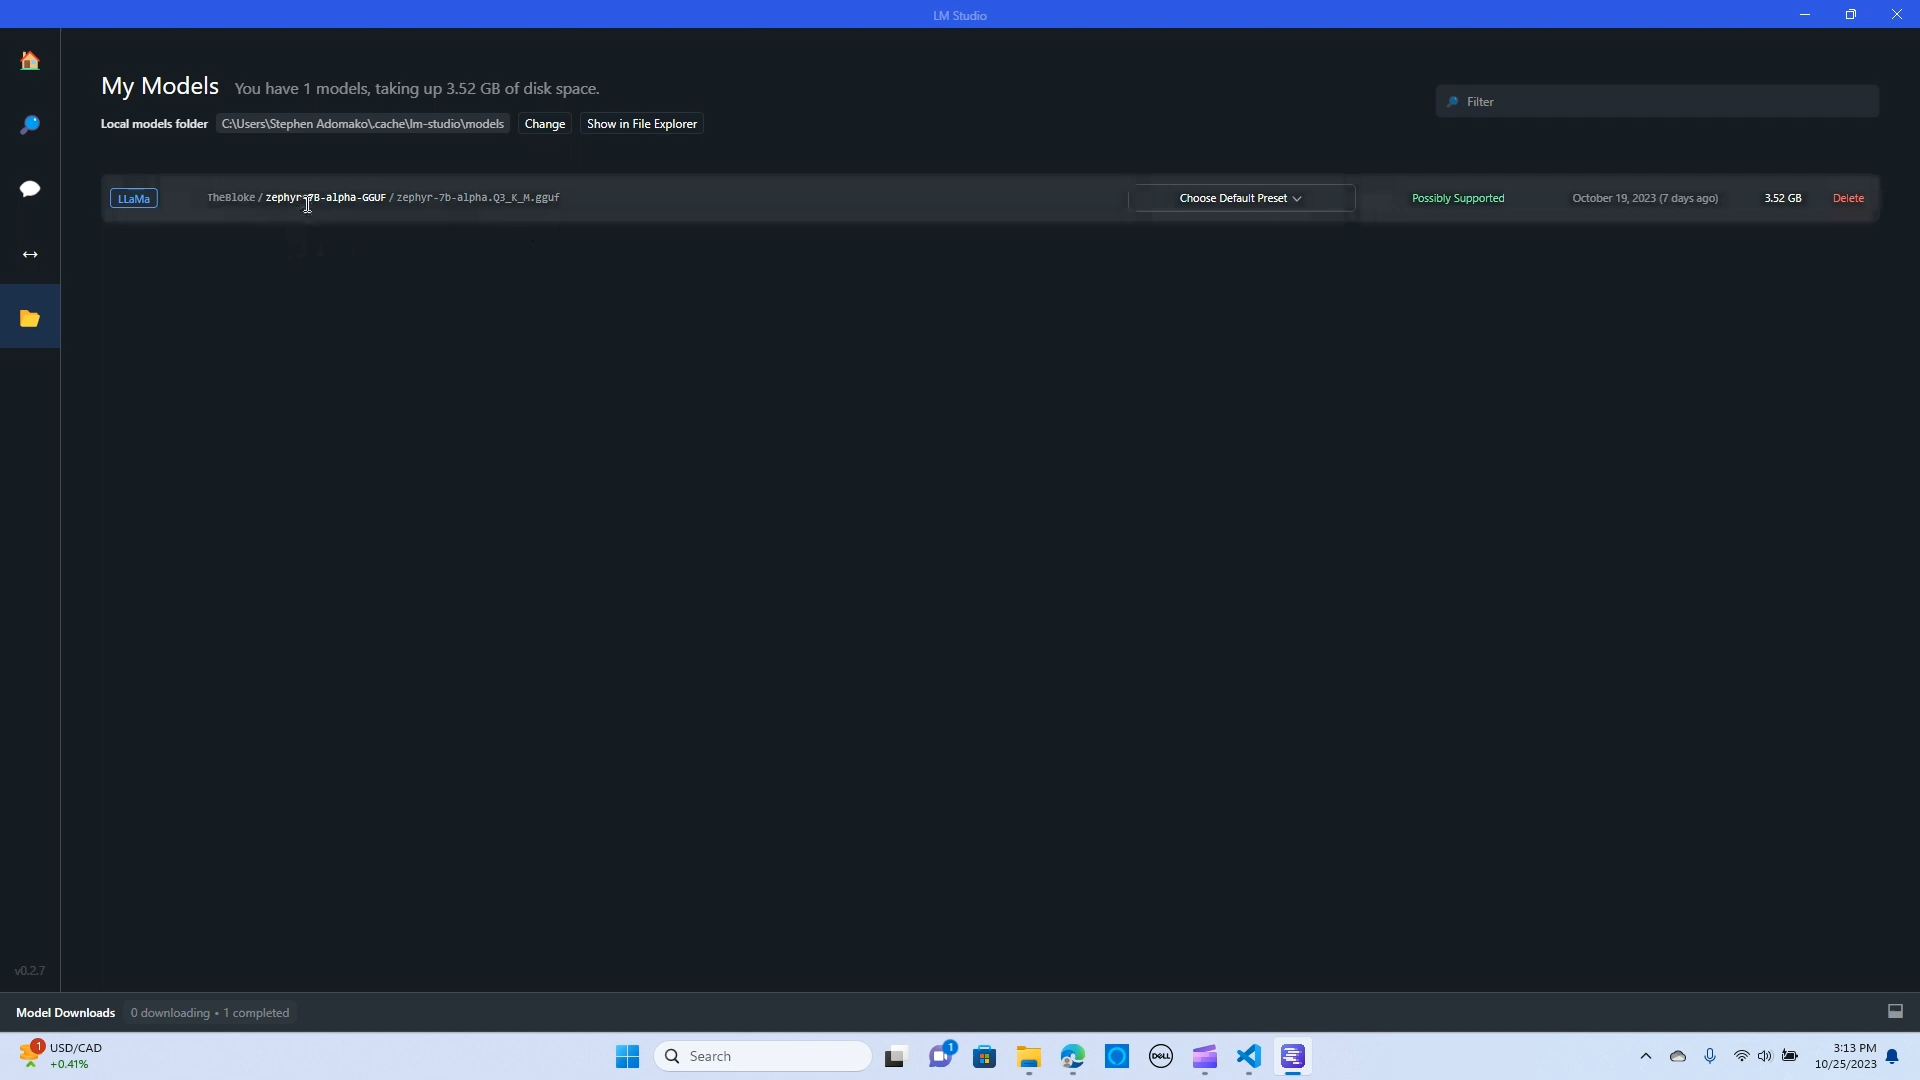 LM Studio
My Models You have 1 models, taking up 3.52 GB of disk space.
Filter
Local models folder C:\Users\Stephen Adomako\.cache\lm-studio\models Change Show in File Explorer
LLaMa TheBloke / zephyr-7B-alpha-GGUF / zephyr-7b-alpha.Q3_K_M.gguf Choose Default Preset Possibly Supported October 19, 2023 (7 days ago) 3.52 GB Delete
v0.2.7
Model Downloads 0 downloading • 1 completed
1 USD/CAD
+0.41%
Search
1
DELL
3:13 PM
10/25/2023